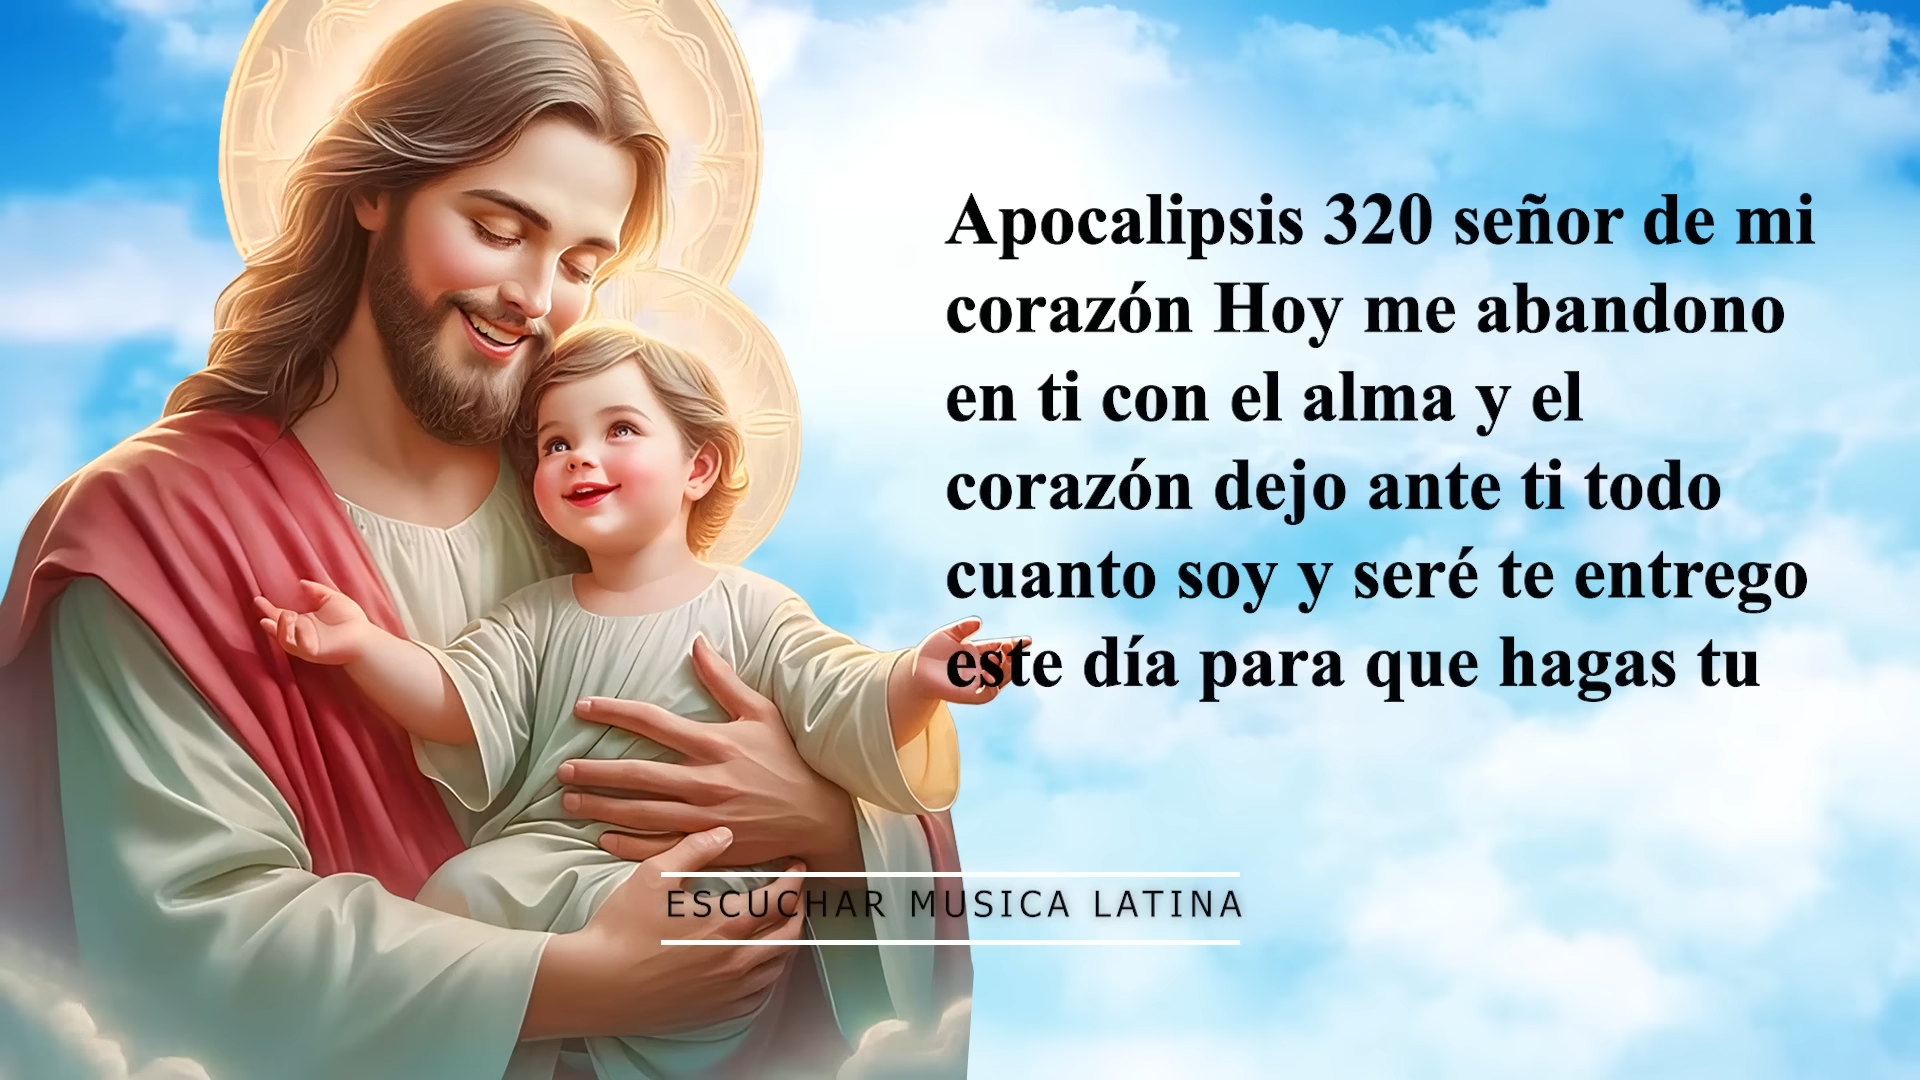 Apocalipsis 320 señor de mi
corazón Hoy me abandono
en ti con el alma y el
corazón dejo ante ti todo
cuanto soy y seré te entrego
este día para que hagas tu
ESCUCHAR MUSICA LATINA